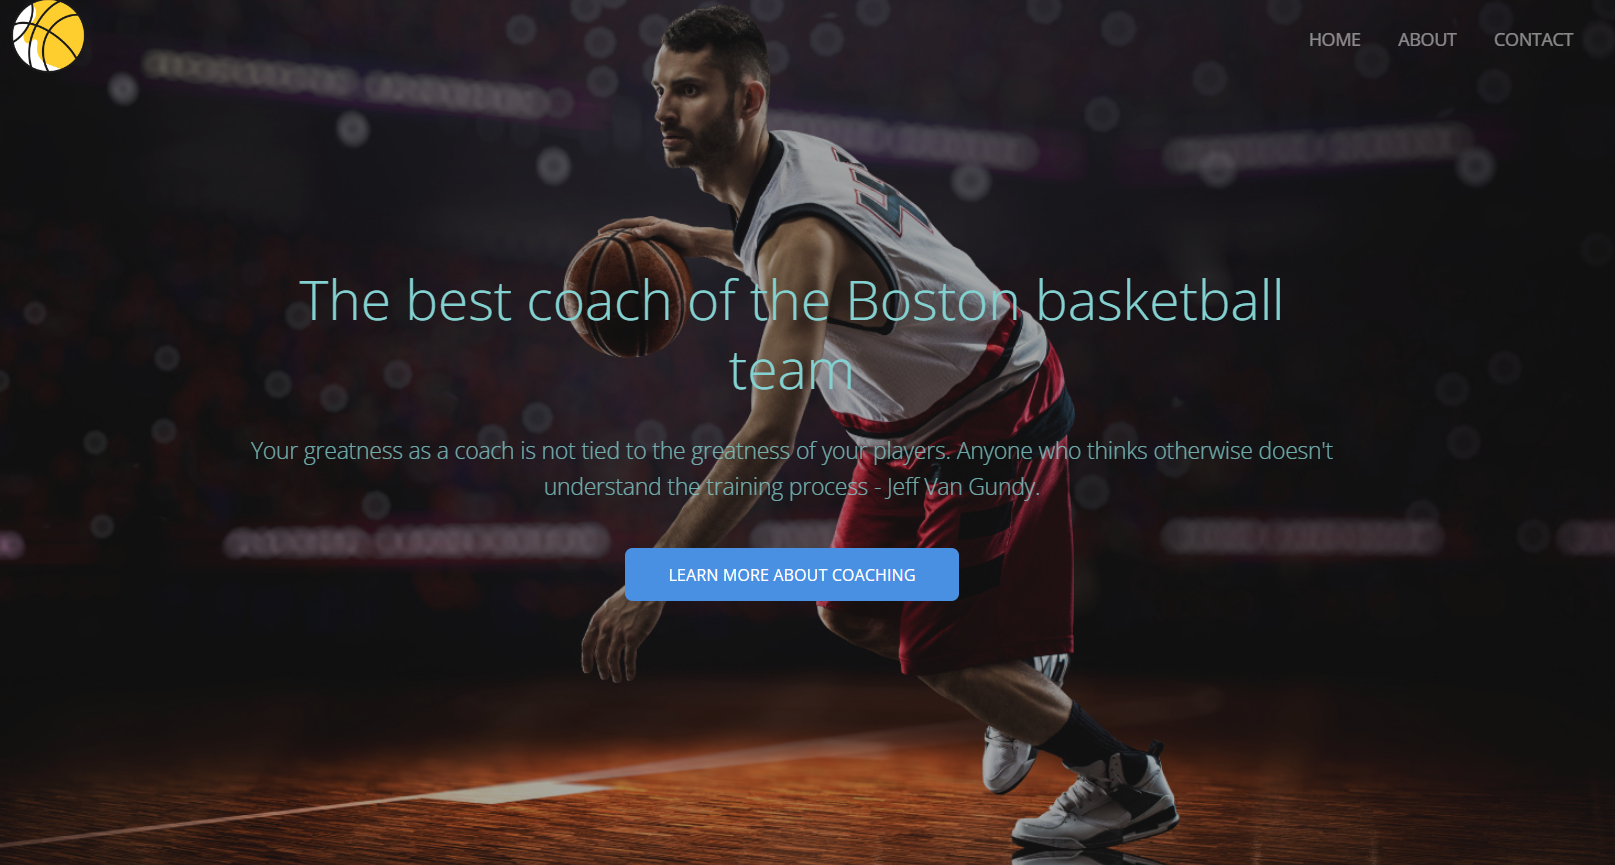 HOME ABOUT CONTACT
The best coach of the Boston basketball
team
Your greatness as a coach is not tied to the greatness of your players. Anyone who thinks otherwise doesn't
understand the training process - Jeff Van Gundy.
LEARN MORE ABOUT COACHING